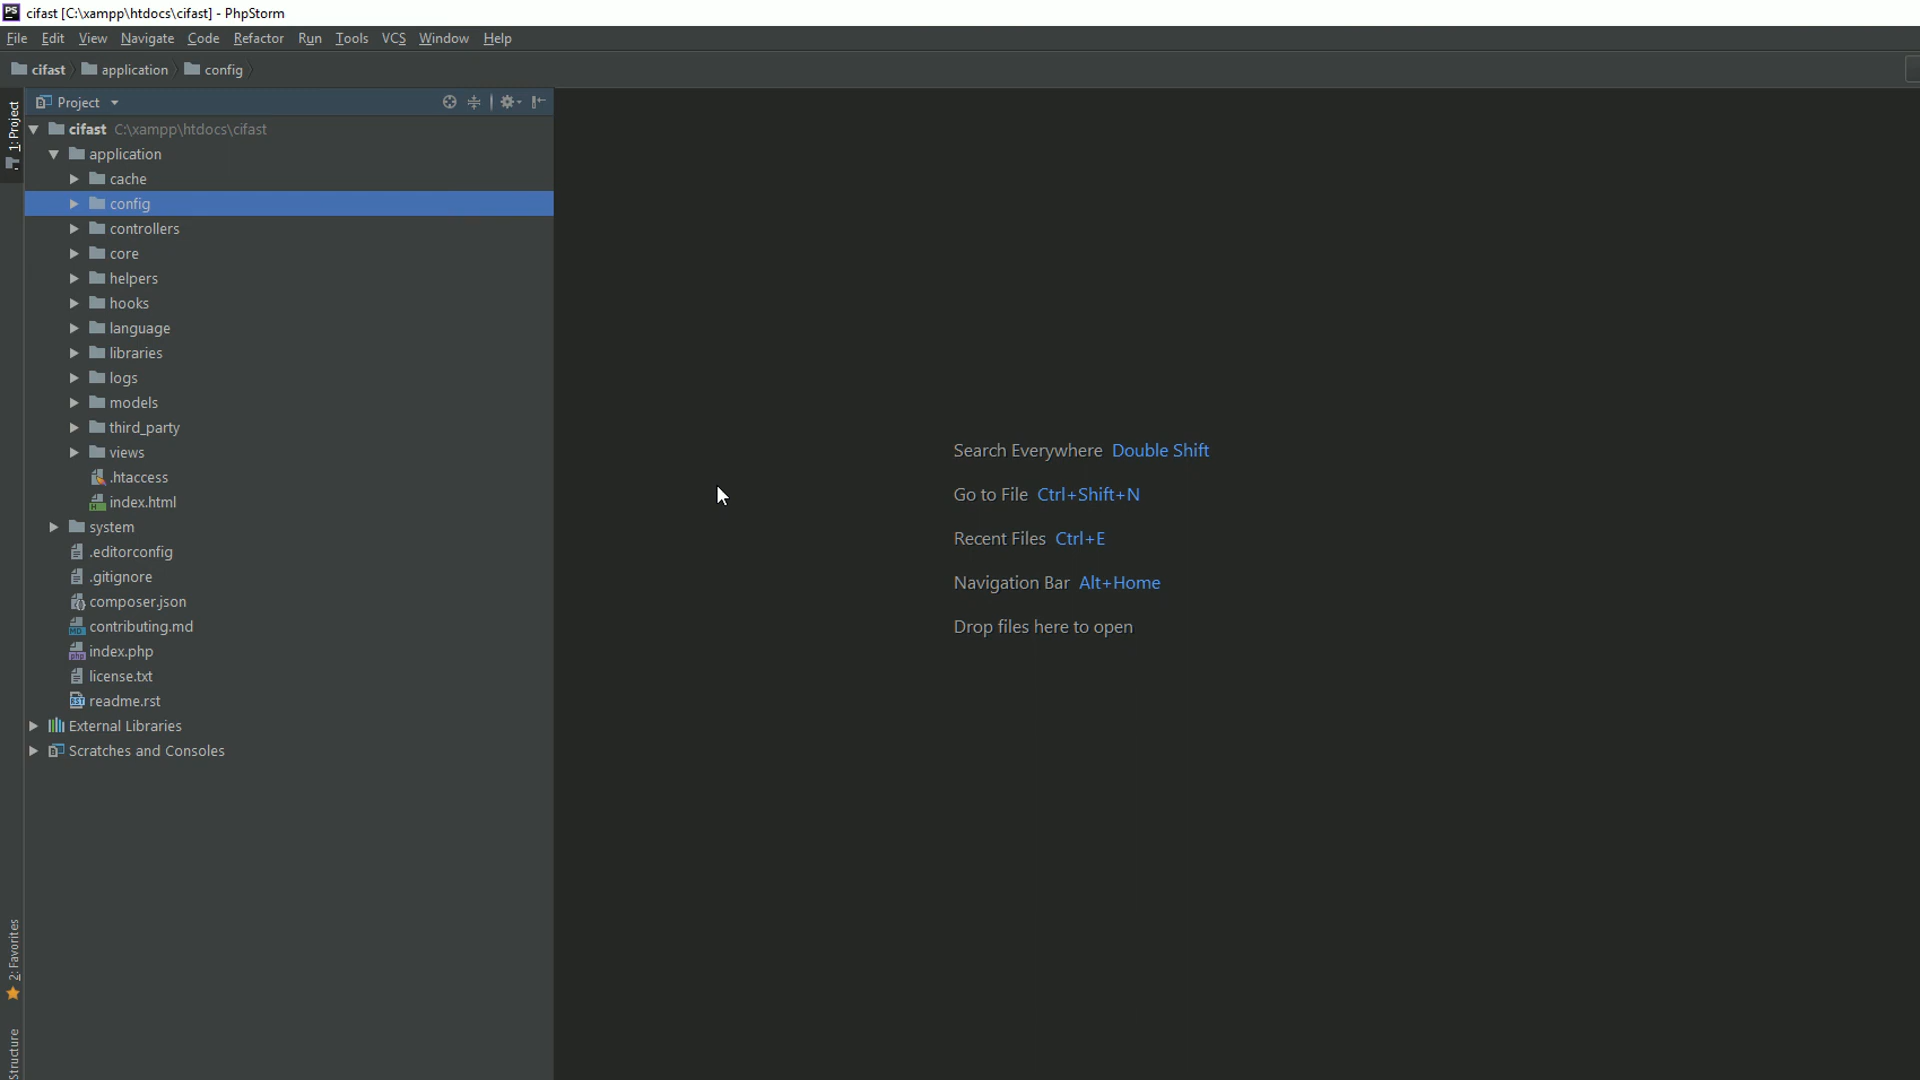 cifast [C:\xampp\htdocs\cifast] - PhpStorm
File Edit View Navigate Code Refactor Run Tools VCS Window Help
cifast application config
1: Project
Project
cifast C:\xampp\htdocs\cifast
application
cache
config
controllers
core
helpers
hooks
language
libraries
logs
models
third_party
views
.htaccess
index.html
system
.editorconfig
.gitignore
composer.json
contributing.md
index.php
license.txt
readme.rst
External Libraries
Scratches and Consoles
Search Everywhere Double Shift
Go to File Ctrl+Shift+N
Recent Files Ctrl+E
Navigation Bar Alt+Home
Drop files here to open
2: Favorites
Structure